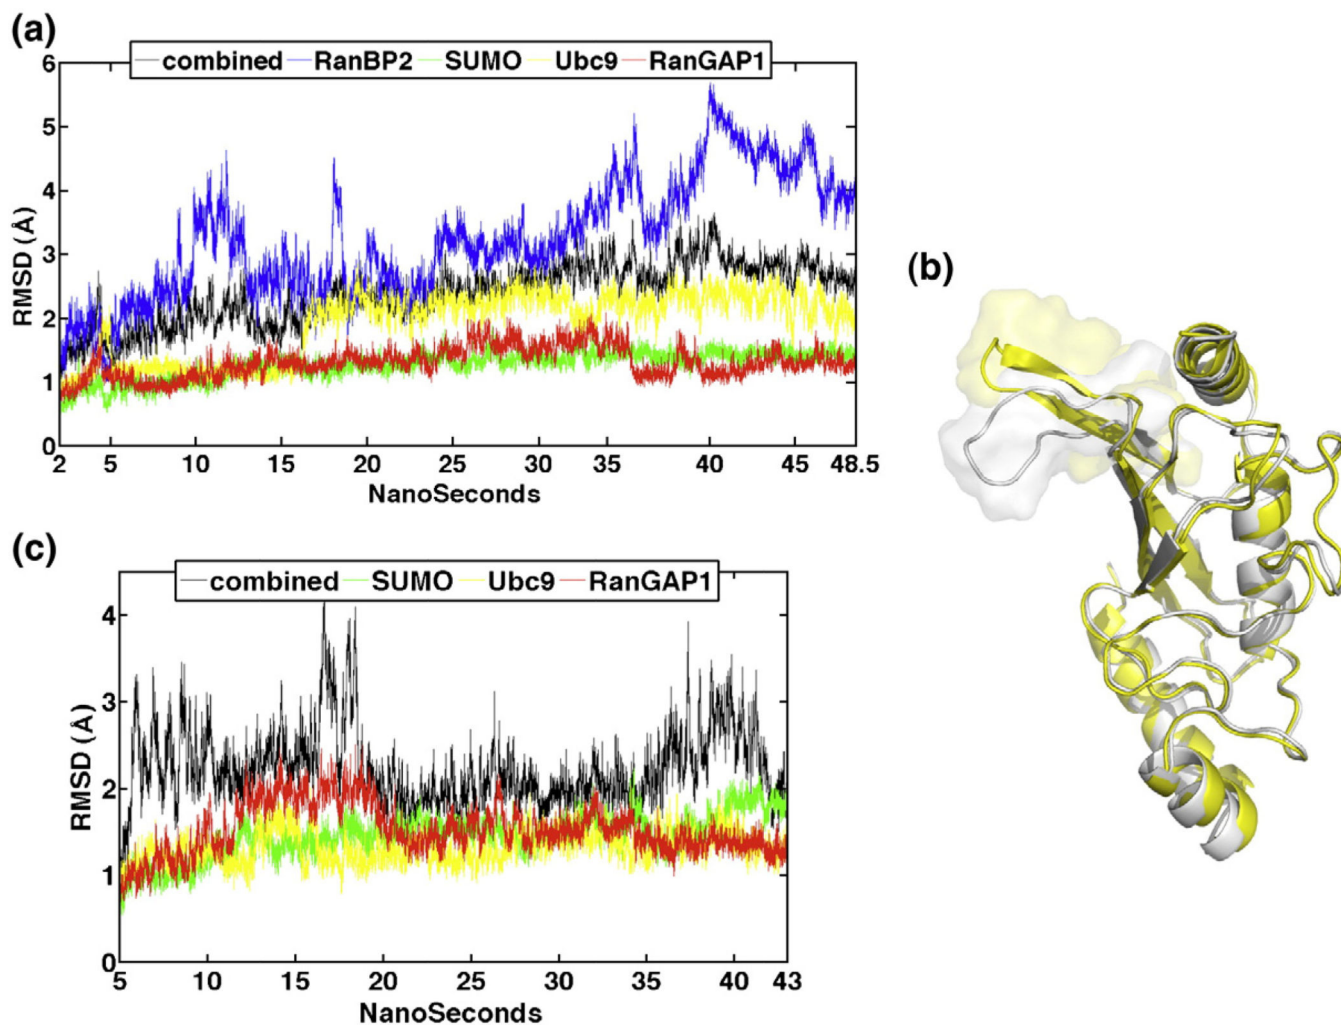 (a)
combined RanBP2 SUMO Ubc9 RanGAP1
6
5
4
3
2
1
0
RMSD (Å)
2 5 10 15 20 25 30 35 40 45 48.5
NanoSeconds
(b)
(c)
combined SUMO Ubc9 RanGAP1
4
3
2
1
0
RMSD (Å)
5 10 15 20 25 30 35 40 43
NanoSeconds